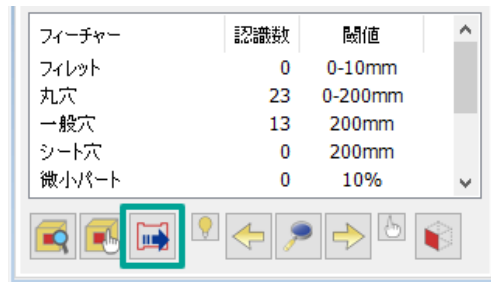 フィーチャー 認識数 閾値
フィレット 0 0-10mm
丸穴 23 0-200mm
一般穴 13 200mm
シート穴 0 200mm
微小パート 0 10%